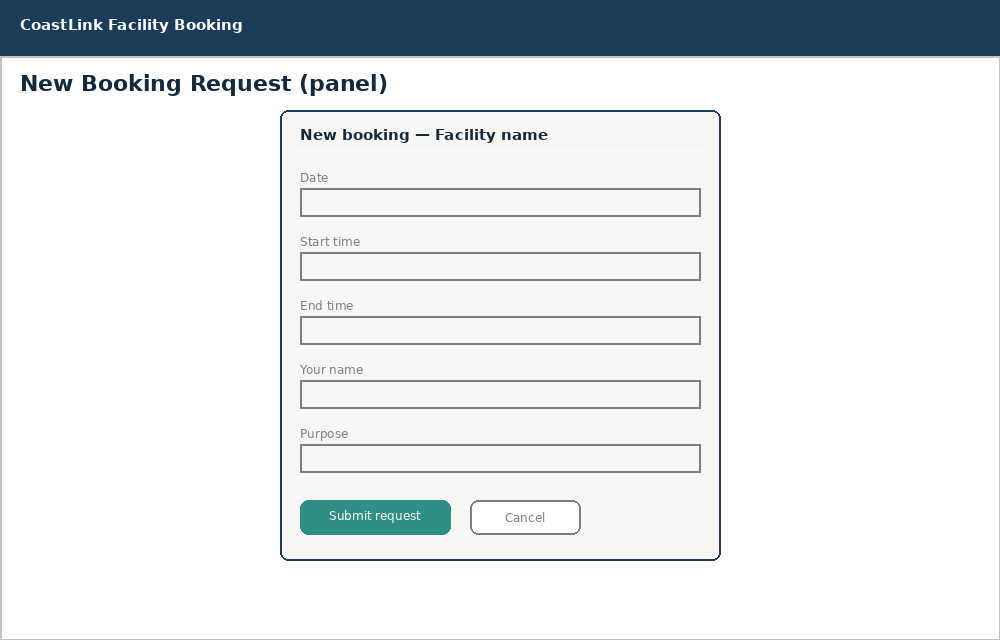 CoastLink Facility Booking
New Booking Request (panel)
New booking — Facility name
Date
Start time
End time
Your name
Purpose
Submit request
Cancel